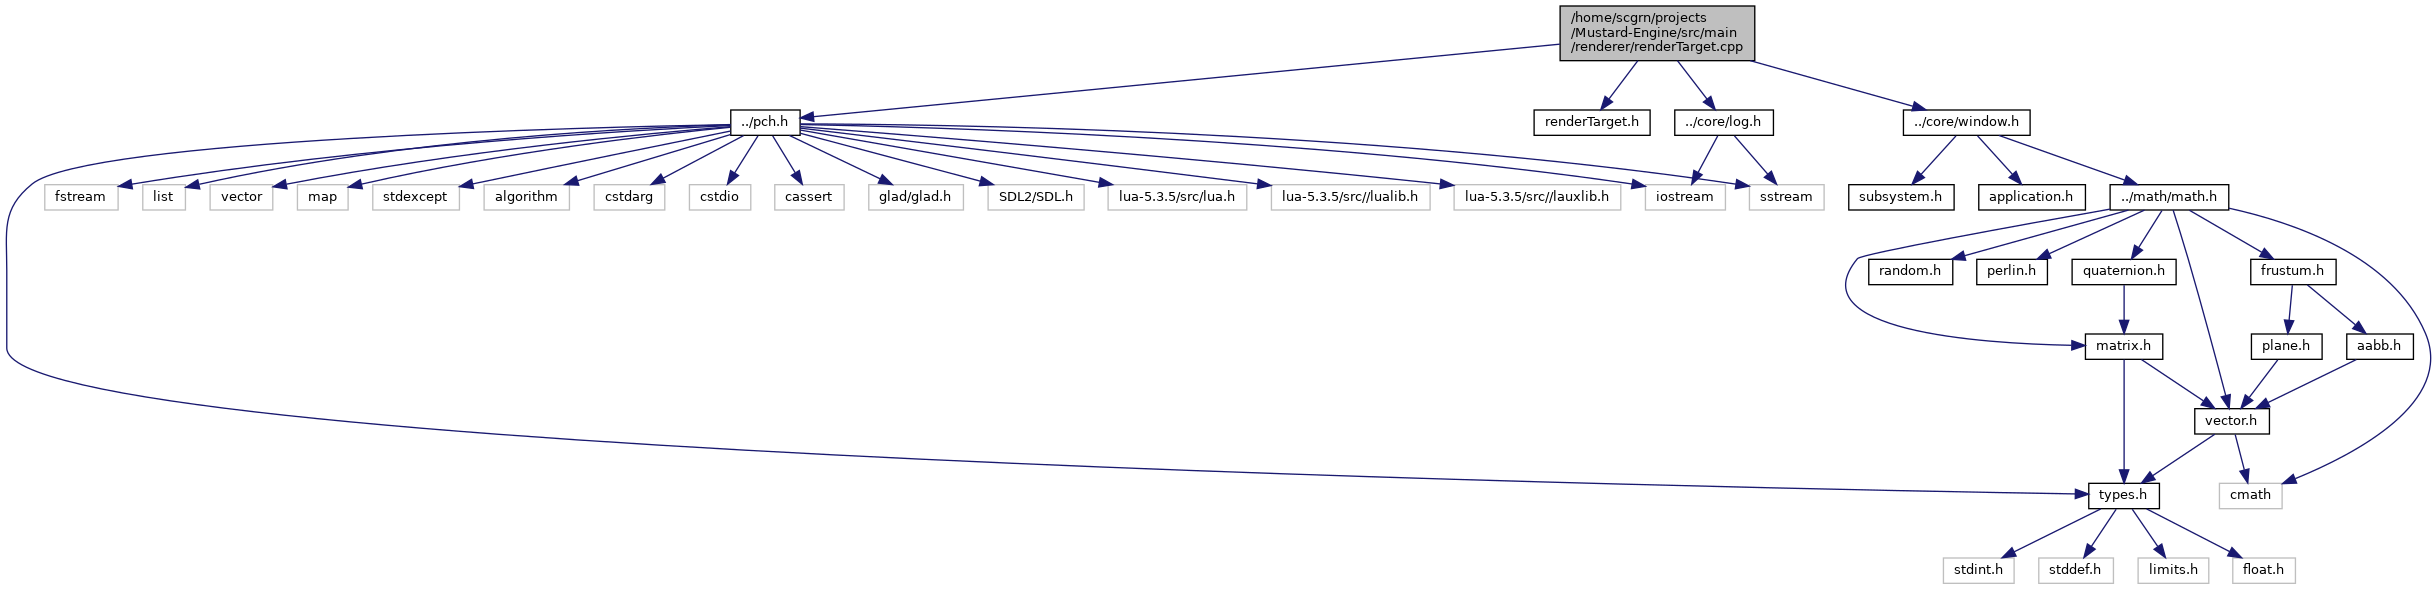 /home/scgrn/projects
/Mustard-Engine/src/main
/renderer/renderTarget.cpp
../pch.h
renderTarget.h
../core/log.h
../core/window.h
fstream
list
vector
map
stdexcept
algorithm
cstdarg
cstdio
cassert
glad/glad.h
SDL2/SDL.h
lua-5.3.5/src/lua.h
lua-5.3.5/src//lualib.h
lua-5.3.5/src//lauxlib.h
iostream
sstream
subsystem.h
application.h
../math/math.h
random.h
perlin.h
quaternion.h
frustum.h
matrix.h
plane.h
aabb.h
vector.h
types.h
cmath
stdint.h
stddef.h
limits.h
float.h